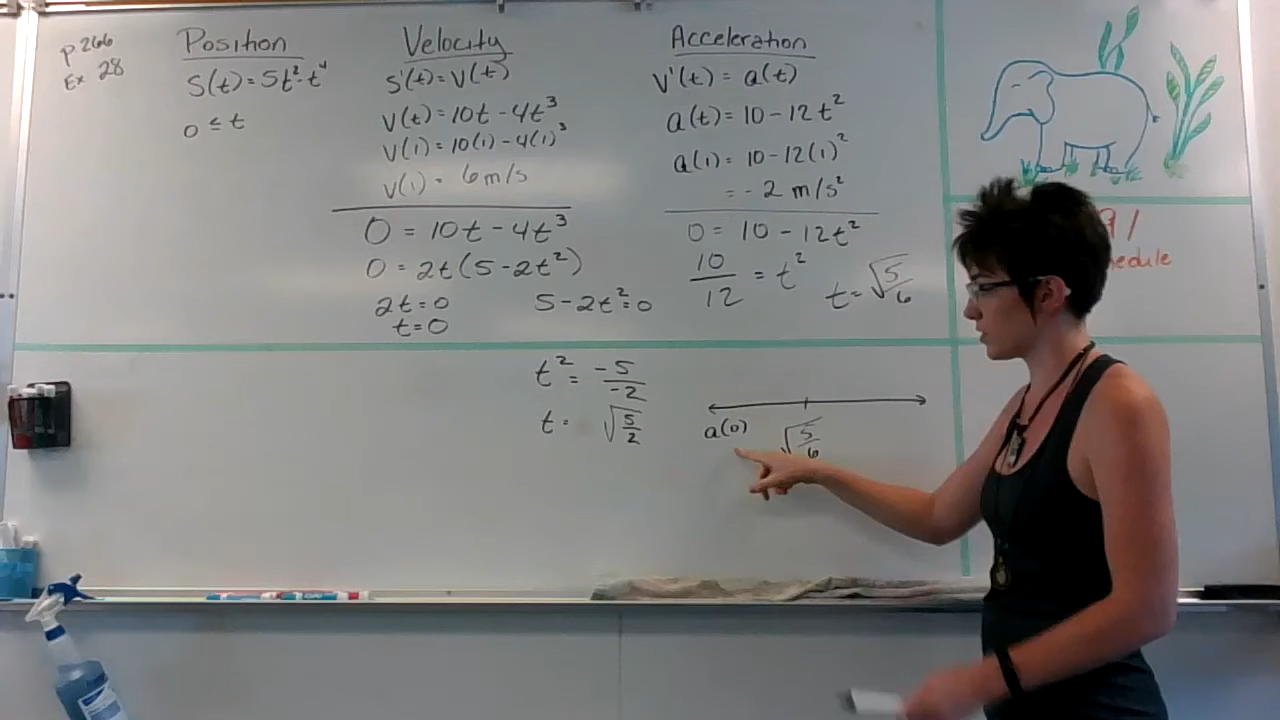 p 266
Ex 28
Position
S(t) = 5t² - t⁴
0 ≤ t
Velocity
S'(t) = V(t)
V(t) = 10t - 4t³
V(1) = 10(1) - 4(1)³
V(1) = 6 m/s
0 = 10t - 4t³
0 = 2t(5 - 2t²)
2t = 0
t = 0
5 - 2t² = 0
t² = -5/-2
t = √5/2
Acceleration
V'(t) = a(t)
a(t) = 10 - 12t²
a(1) = 10 - 12(1)²
= -2 m/s²
0 = 10 - 12t²
10/12 = t²
t = √5/6
a(0)
√5/6
9/